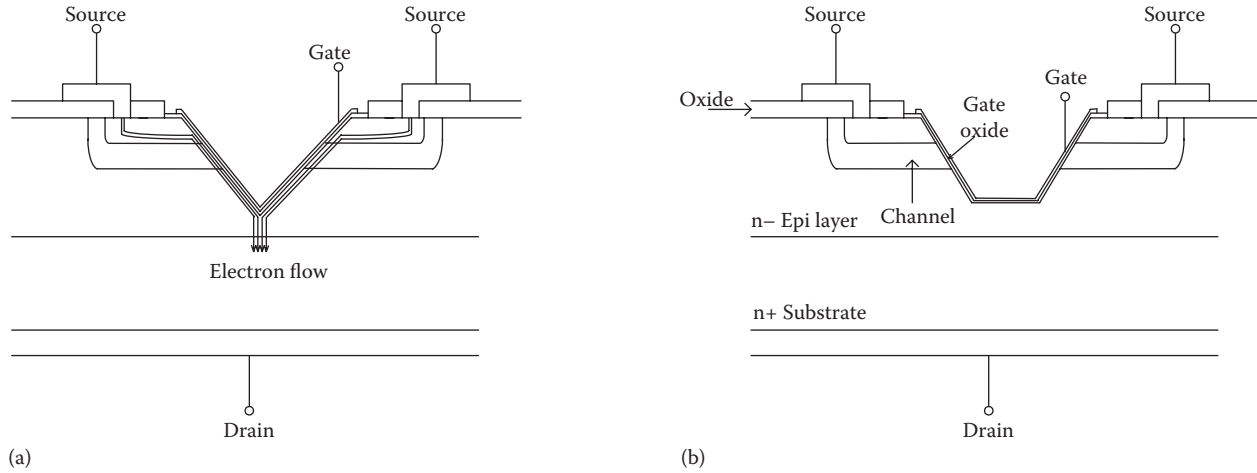 Source
Source
Gate
Electron flow
Drain
(a)
Source
Source
Gate
Oxide
Gate
oxide
Channel
n– Epi layer
n+ Substrate
Drain
(b)